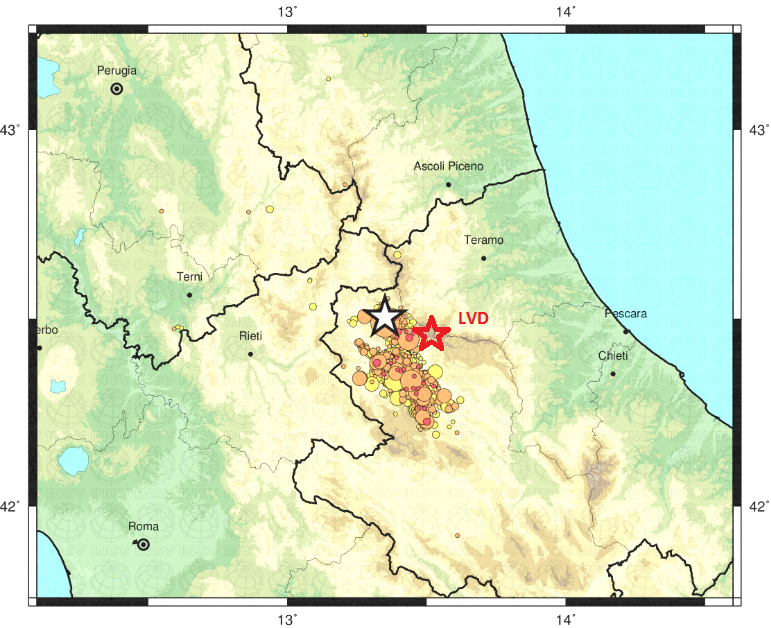 13°
14°
Perugia
43°
43°
Ascoli Piceno
Teramo
Terni
LVD
Pescara
erbo
Rieti
Chieti
42°
42°
Roma
13°
14°